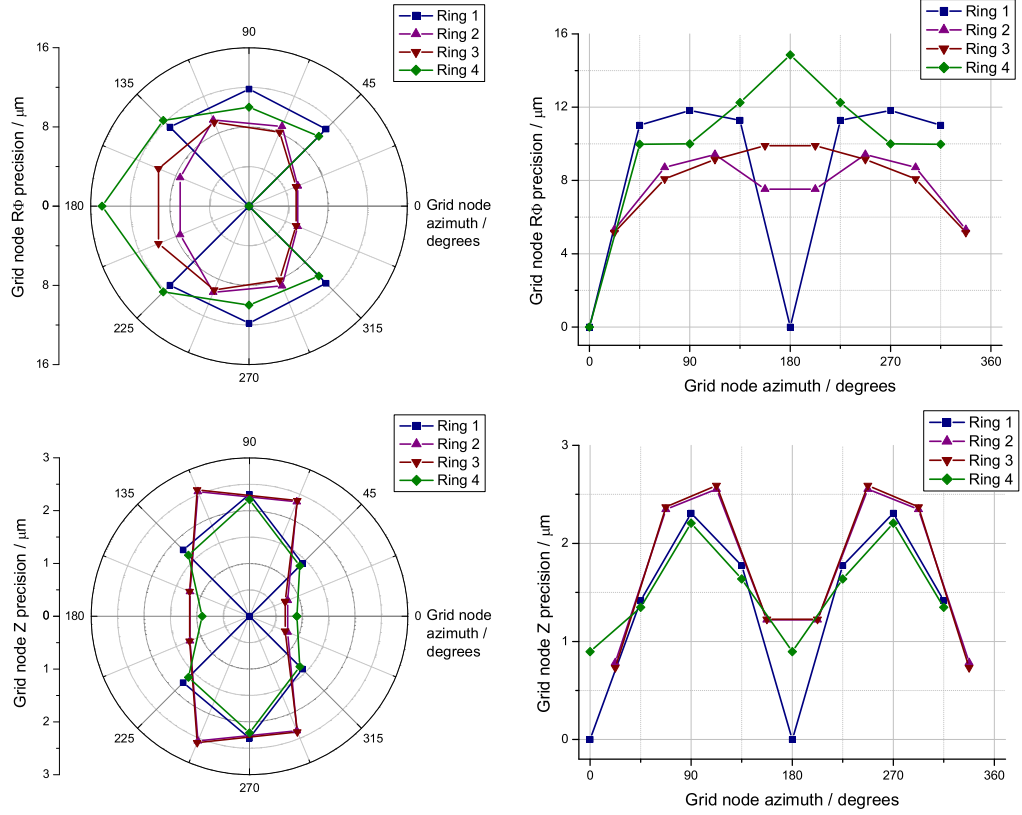 Ring 1
Ring 2
Ring 3
Ring 4
Grid node RΦ precision / μm
16
8
0
8
16
90
45
135
180
0
225
315
270
Grid node
azimuth /
degrees
Ring 1
Ring 2
Ring 3
Ring 4
Grid node RΦ precision / μm
16
12
8
4
0
0 90 180 270 360
Grid node azimuth / degrees
Ring 1
Ring 2
Ring 3
Ring 4
Grid node Z precision / μm
3
2
1
0
1
2
3
90
45
135
180
0
225
315
270
Grid node
azimuth /
degrees
Ring 1
Ring 2
Ring 3
Ring 4
Grid node Z precision / μm
3
2
1
0
0 90 180 270 360
Grid node azimuth / degrees